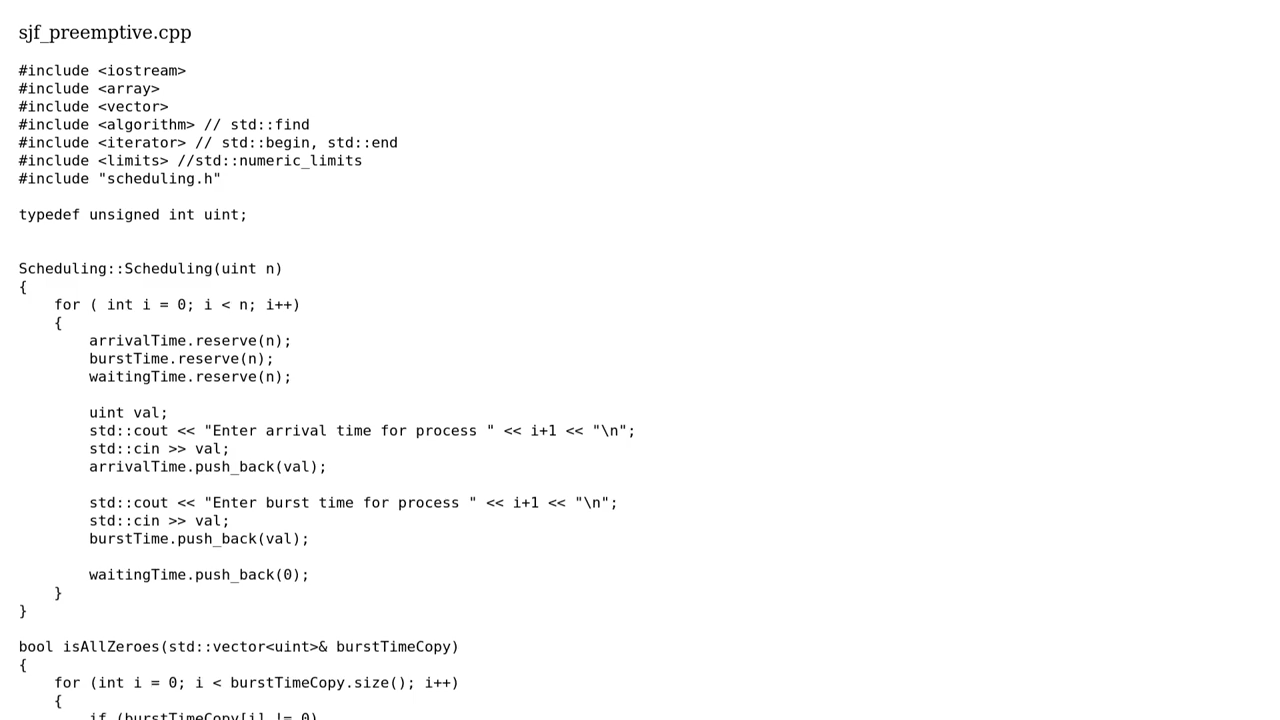 sjf_preemptive.cpp
#include <iostream>
#include <array>
#include <vector>
#include <algorithm> // std::find
#include <iterator> // std::begin, std::end
#include <limits> //std::numeric_limits
#include "scheduling.h"
typedef unsigned int uint;
Scheduling::Scheduling(uint n)
{
    for ( int i = 0; i < n; i++)
    {
        arrivalTime.reserve(n);
        burstTime.reserve(n);
        waitingTime.reserve(n);
        uint val;
        std::cout << "Enter arrival time for process " << i+1 << "\n";
        std::cin >> val;
        arrivalTime.push_back(val);
        std::cout << "Enter burst time for process " << i+1 << "\n";
        std::cin >> val;
        burstTime.push_back(val);
        waitingTime.push_back(0);
    }
}
bool isAllZeroes(std::vector<uint>& burstTimeCopy)
{
    for (int i = 0; i < burstTimeCopy.size(); i++)
    {
        if (burstTimeCopy[i] != 0)